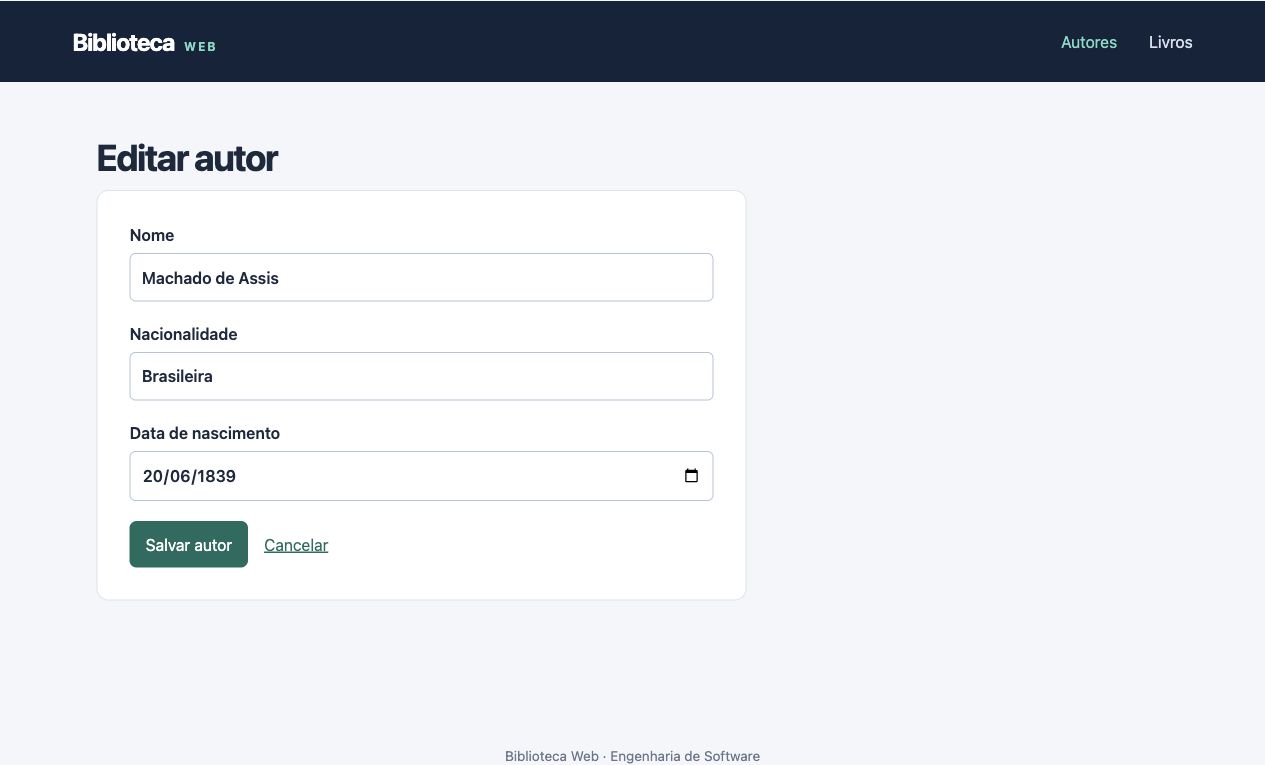 Biblioteca WEB Autores Livros
Editar autor
Nome
Machado de Assis
Nacionalidade
Brasileira
Data de nascimento
20/06/1839
Salvar autor Cancelar
Biblioteca Web · Engenharia de Software